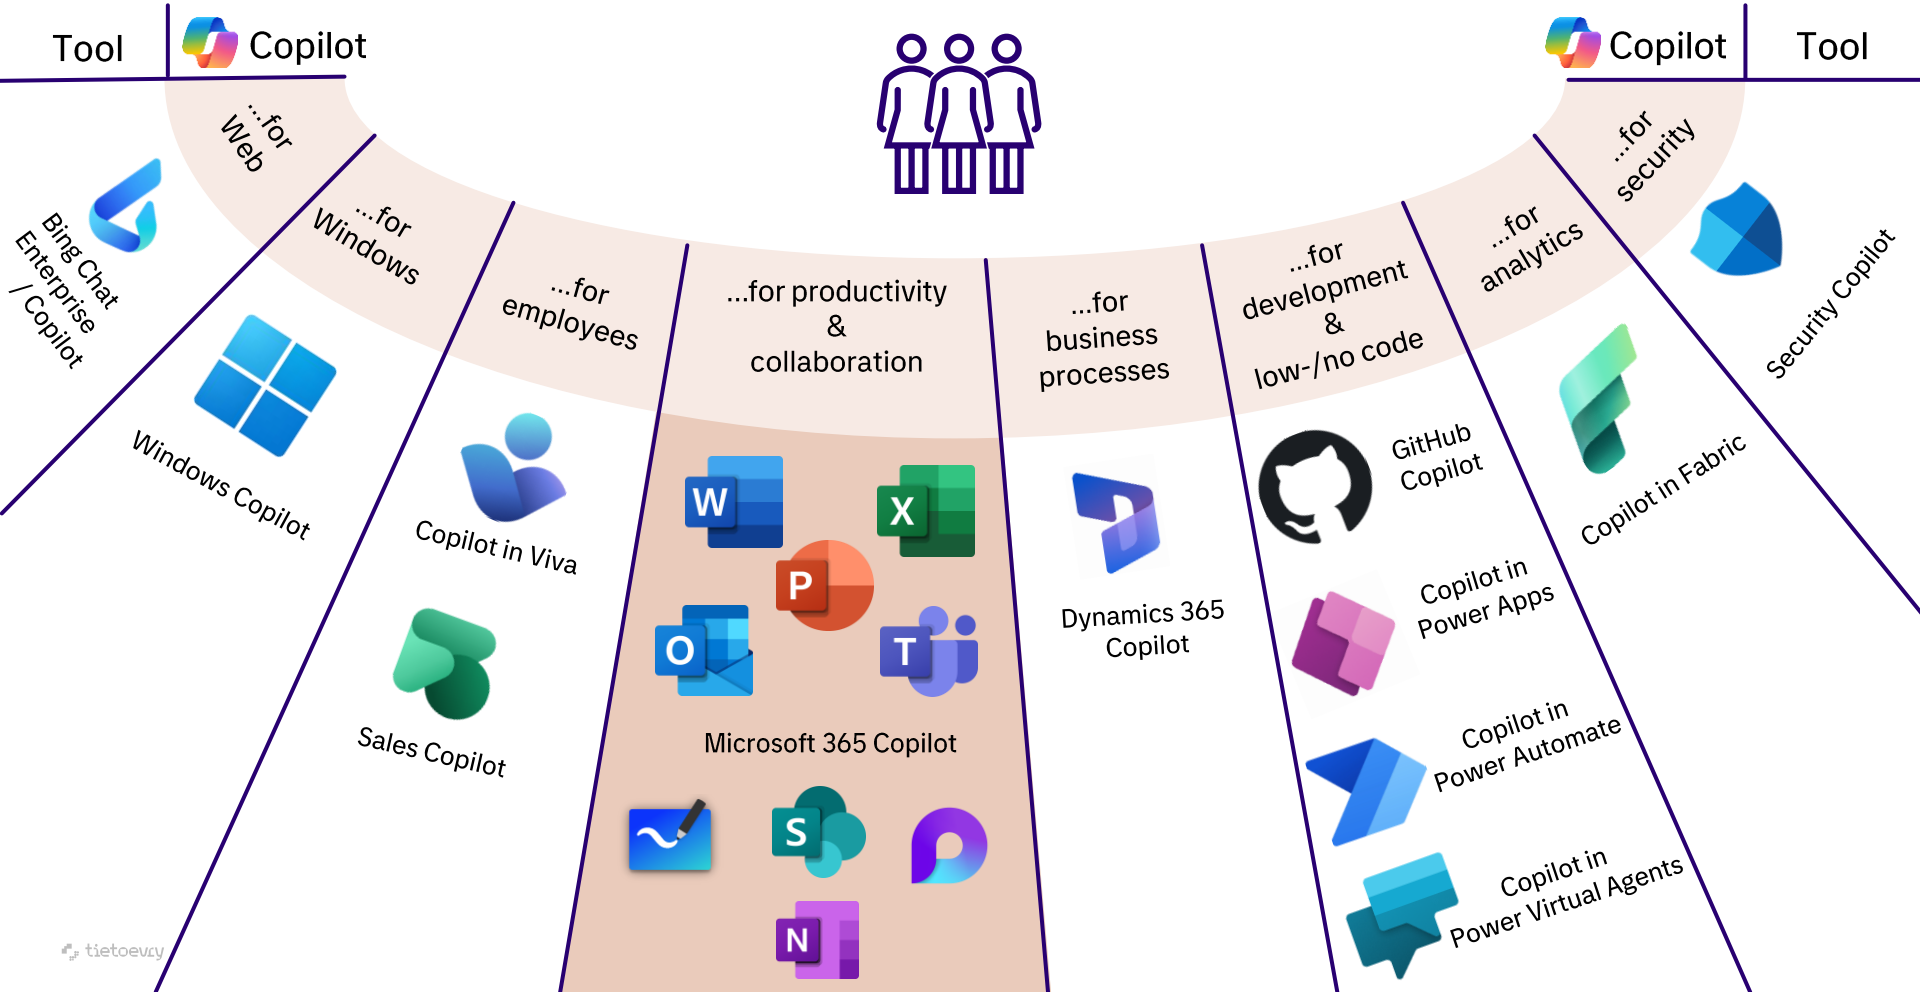 Tool
Copilot
Copilot
Tool
...for
Web
Bing Chat
Enterprise
/ Copilot
...for
Windows
Windows Copilot
...for
employees
Copilot in Viva
Sales Copilot
...for productivity
&
collaboration
W
X
P
O
T
Microsoft 365 Copilot
S
N
...for
business
processes
Dynamics 365
Copilot
...for
development
&
low-/no code
GitHub
Copilot
Copilot in
Power Apps
Copilot in
Power Automate
Copilot in
Power Virtual Agents
...for
analytics
Copilot in Fabric
...for
security
Security Copilot
tietoevry